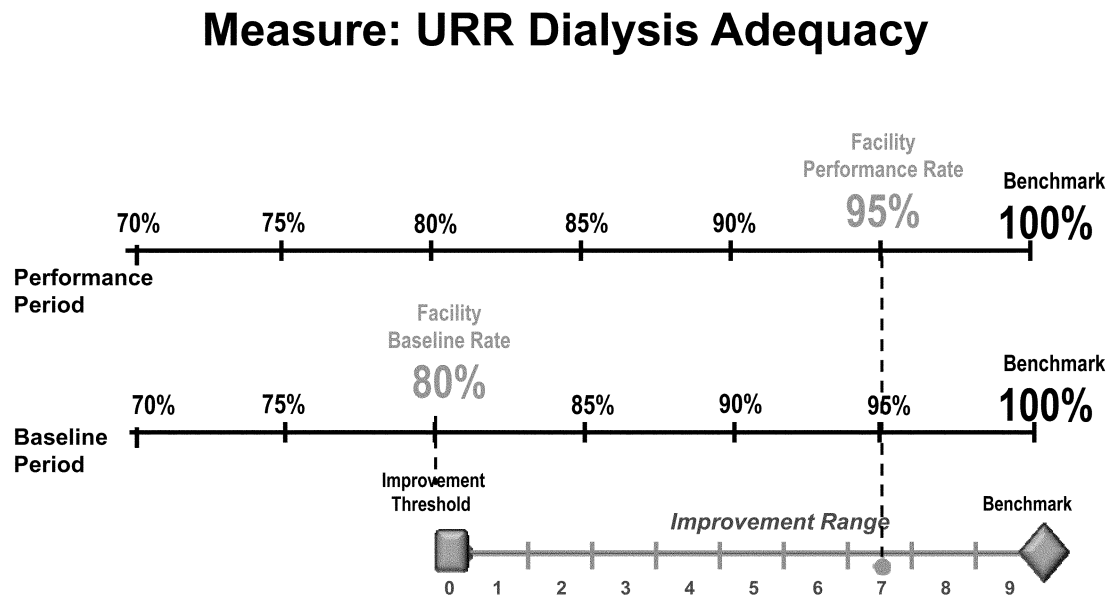 Measure: URR Dialysis Adequacy
Facility
Performance Rate
95%
Benchmark
100%
70% 75% 80% 85% 90%
Performance
Period
Facility
Baseline Rate
80%
Benchmark
100%
70% 75% 85% 90% 95%
Baseline
Period
Improvement
Threshold
Benchmark
Improvement Range
0 1 2 3 4 5 6 7 8 9